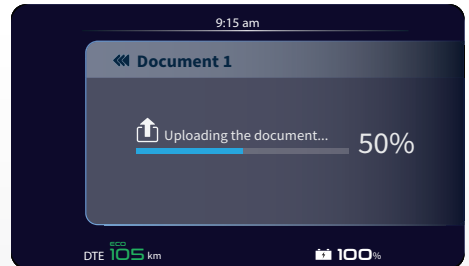 9:15 am
Document 1
Uploading the document...
50%
eco
DTE 105 km
100%